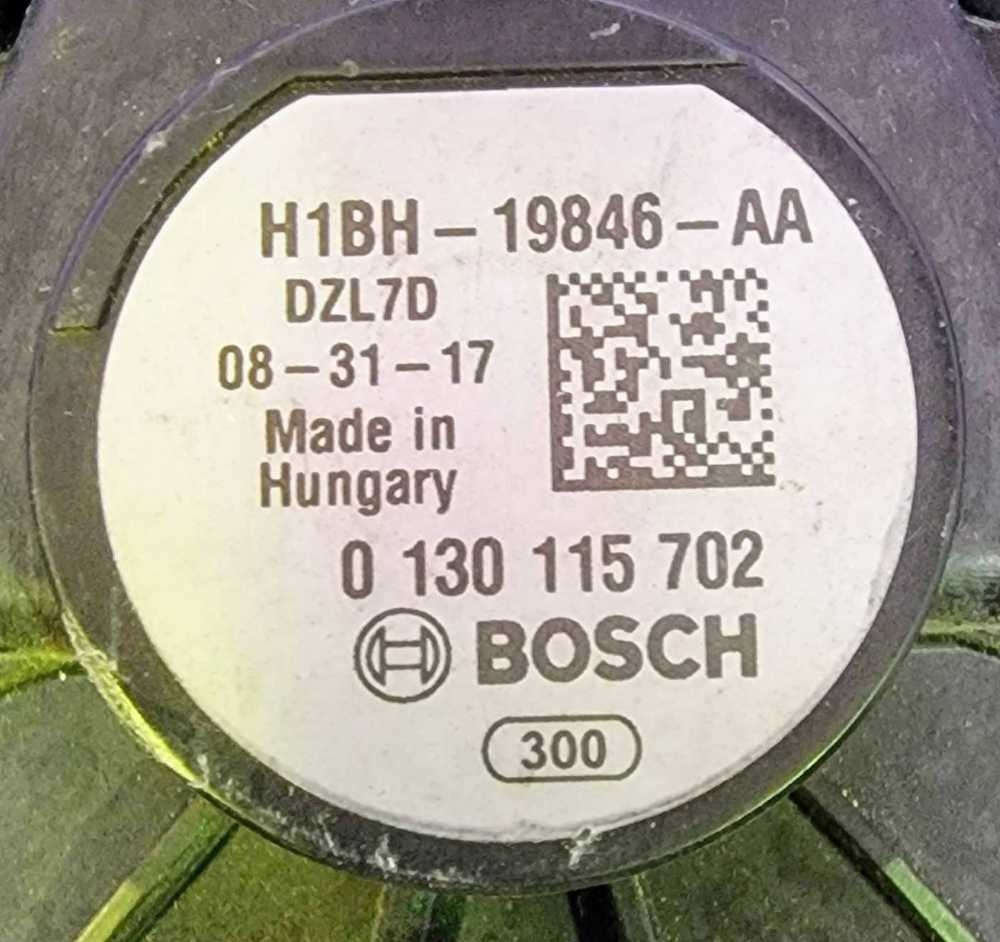 H1BH-19846-AA
DZL7D
08-31-17
Made in
Hungary
0 130 115 702
BOSCH
300